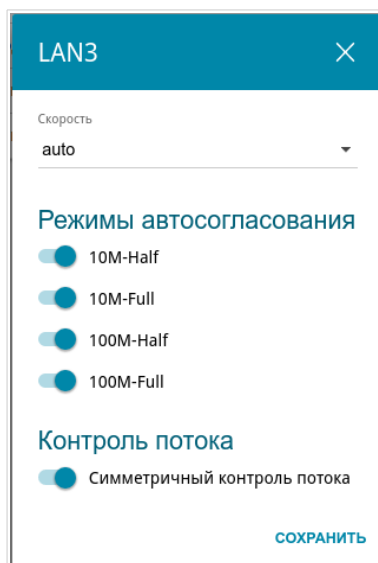 LAN3
Скорость
auto
Режимы автосогласования
10M-Half
10M-Full
100M-Half
100M-Full
Контроль потока
Симметричный контроль потока
СОХРАНИТЬ